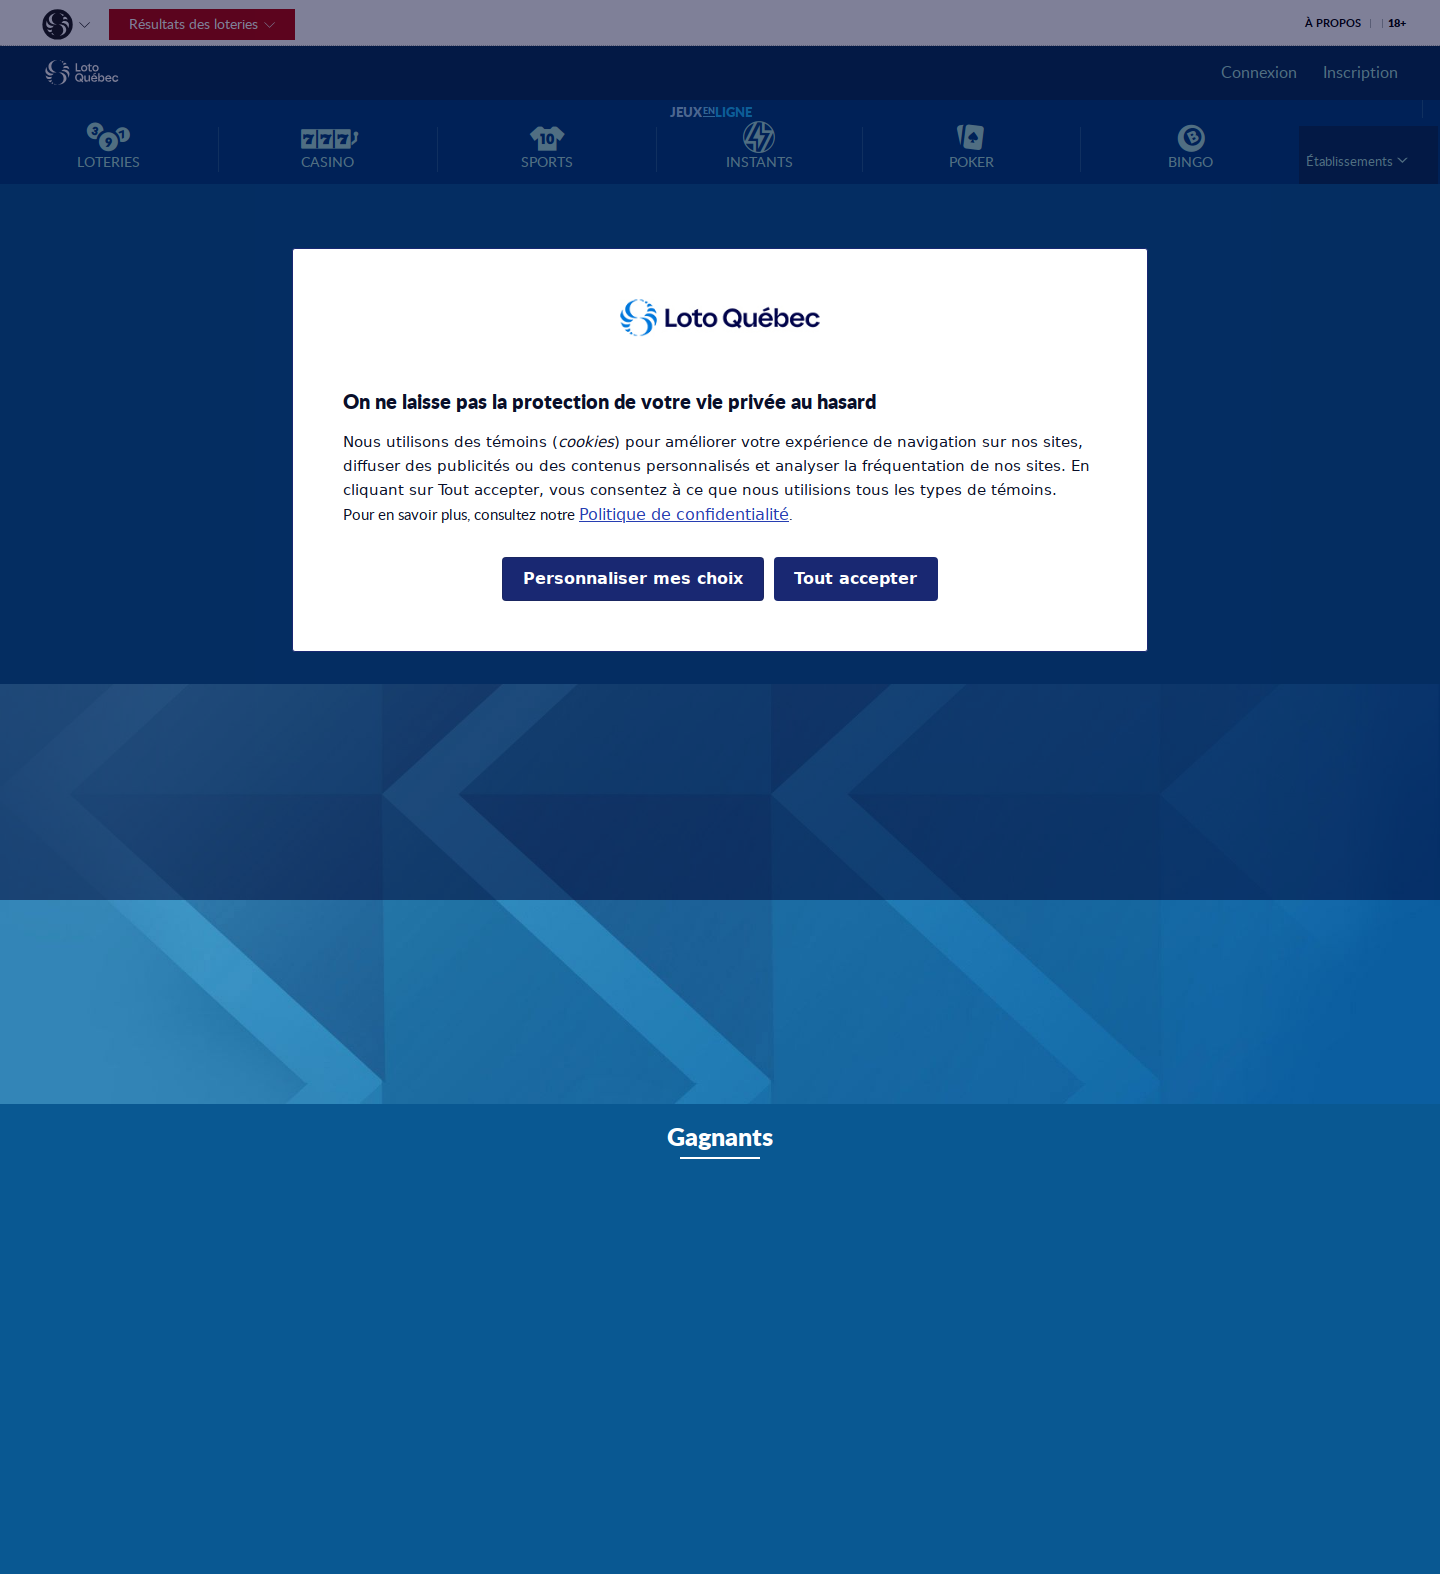 Résultats des loteries
À PROPOS
18+
Loto
Québec
Connexion
Inscription
JEUX EN LIGNE
LOTERIES
CASINO
SPORTS
INSTANTS
POKER
BINGO
Établissements
Loto Québec
On ne laisse pas la protection de votre vie privée au hasard
Nous utilisons des témoins (cookies) pour améliorer votre expérience de navigation sur nos sites,
diffuser des publicités ou des contenus personnalisés et analyser la fréquentation de nos sites. En
cliquant sur Tout accepter, vous consentez à ce que nous utilisions tous les types de témoins.
Pour en savoir plus, consultez notre Politique de confidentialité.
Personnaliser mes choix
Tout accepter
Gagnants